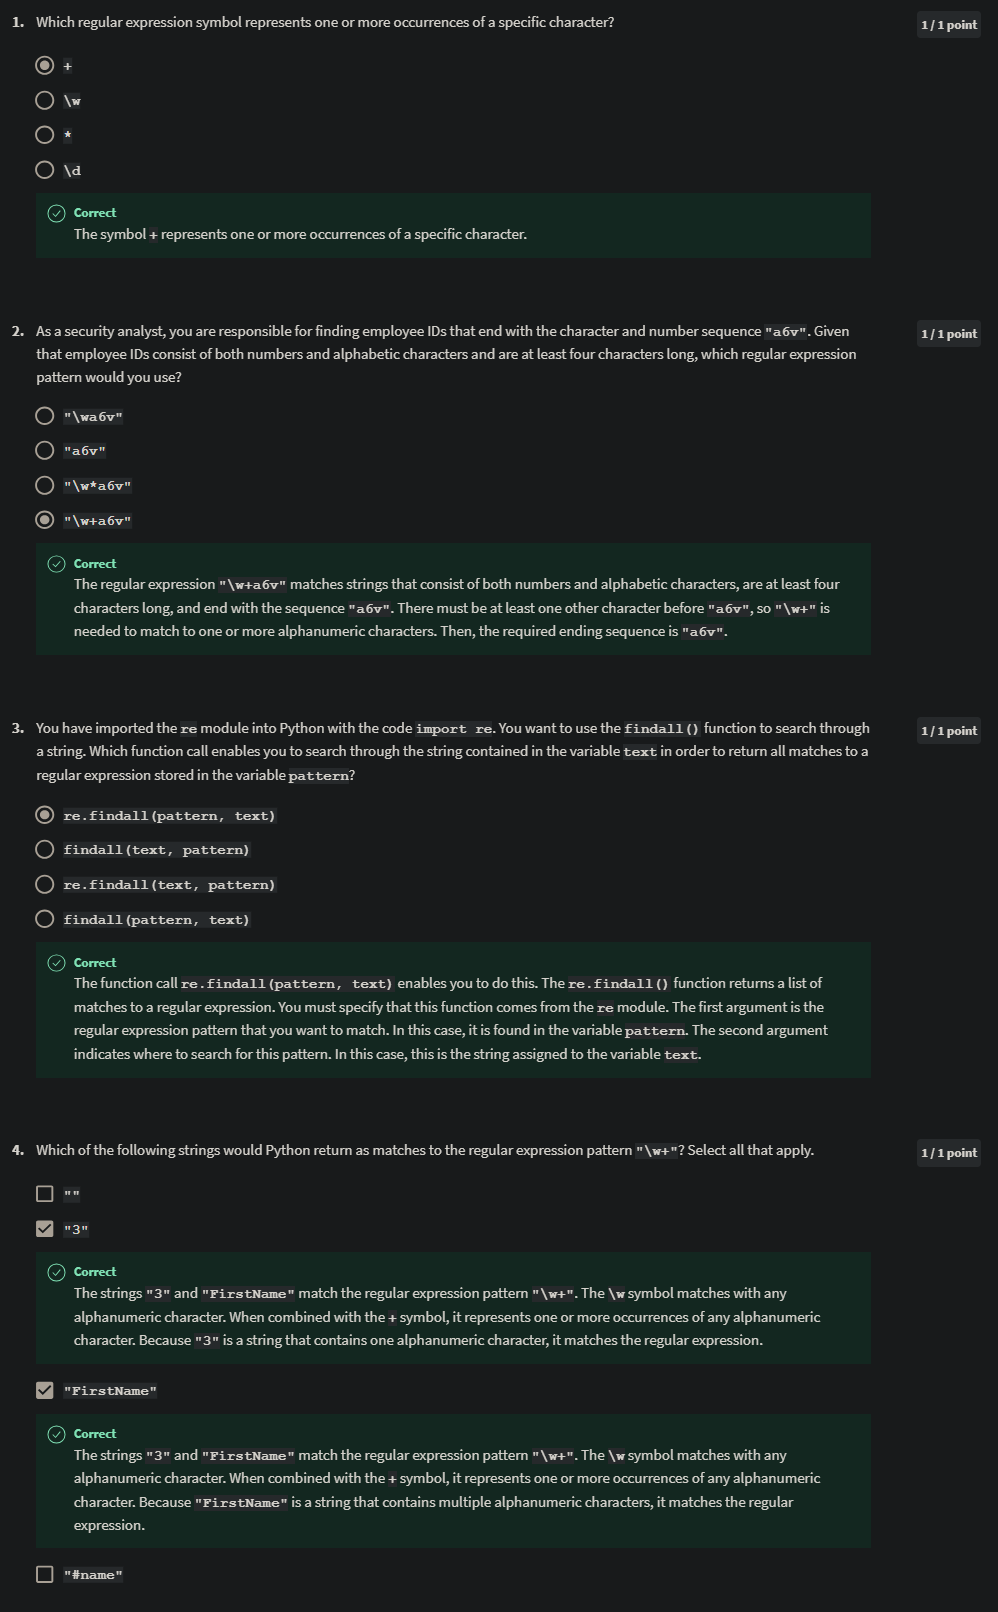 1. Which regular expression symbol represents one or more occurrences of a specific character?
1 / 1 point
+
\w
*
\d
Correct
The symbol + represents one or more occurrences of a specific character.
2. As a security analyst, you are responsible for finding employee IDs that end with the character and number sequence "a6v". Given
1 / 1 point
that employee IDs consist of both numbers and alphabetic characters and are at least four characters long, which regular expression
pattern would you use?
"\wa6v"
"a6v"
"\w*a6v"
"\w+a6v"
Correct
The regular expression "\w+a6v" matches strings that consist of both numbers and alphabetic characters, are at least four
characters long, and end with the sequence "a6v". There must be at least one other character before "a6v", so "\w+" is
needed to match to one or more alphanumeric characters. Then, the required ending sequence is "a6v".
3. You have imported the re module into Python with the code import re. You want to use the findall() function to search through
1 / 1 point
a string. Which function call enables you to search through the string contained in the variable text in order to return all matches to a
regular expression stored in the variable pattern?
re.findall(pattern, text)
findall(text, pattern)
re.findall(text, pattern)
findall(pattern, text)
Correct
The function call re.findall(pattern, text) enables you to do this. The re.findall() function returns a list of
matches to a regular expression. You must specify that this function comes from the re module. The first argument is the
regular expression pattern that you want to match. In this case, it is found in the variable pattern. The second argument
indicates where to search for this pattern. In this case, this is the string assigned to the variable text.
4. Which of the following strings would Python return as matches to the regular expression pattern "\w+"? Select all that apply.
1 / 1 point
""
"3"
Correct
The strings "3" and "FirstName" match the regular expression pattern "\w+". The \w symbol matches with any
alphanumeric character. When combined with the + symbol, it represents one or more occurrences of any alphanumeric
character. Because "3" is a string that contains one alphanumeric character, it matches the regular expression.
"FirstName"
Correct
The strings "3" and "FirstName" match the regular expression pattern "\w+". The \w symbol matches with any
alphanumeric character. When combined with the + symbol, it represents one or more occurrences of any alphanumeric
character. Because "FirstName" is a string that contains multiple alphanumeric characters, it matches the regular
expression.
"#name"